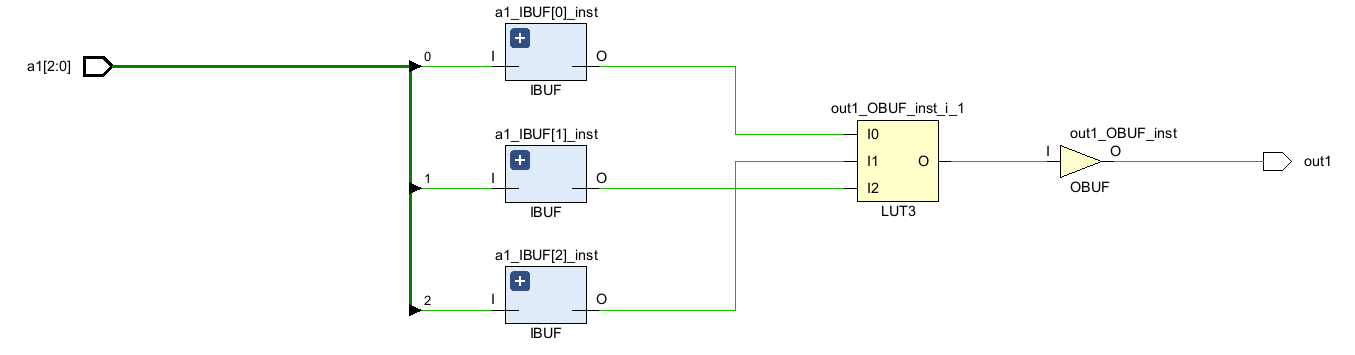 a1[2:0]
a1_IBUF[0]_inst
0
I
O
IBUF
a1_IBUF[1]_inst
1
I
O
IBUF
a1_IBUF[2]_inst
2
I
O
IBUF
out1_OBUF_inst_i_1
I0
I1
I2
O
LUT3
out1_OBUF_inst
I
O
OBUF
out1